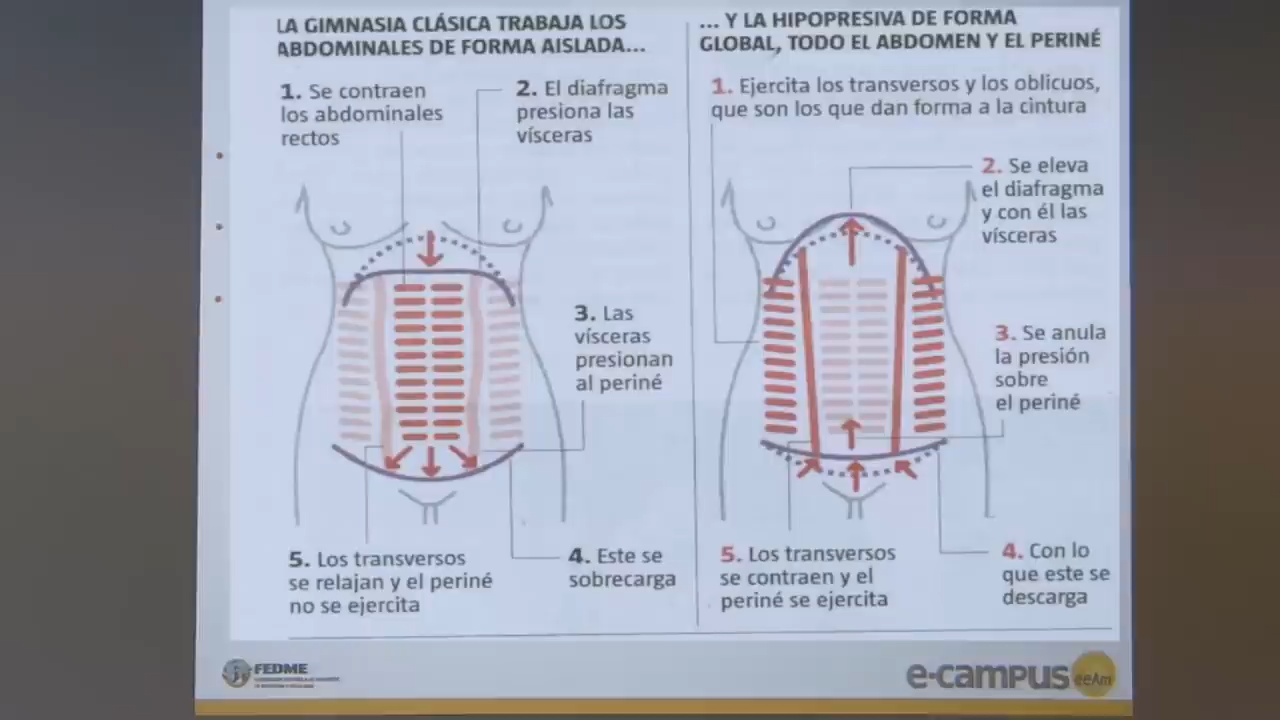 LA GIMNASIA CLÁSICA TRABAJA LOS
ABDOMINALES DE FORMA AISLADA...
1. Se contraen
los abdominales
rectos
2. El diafragma
presiona las
vísceras
3. Las
vísceras
presionan
al periné
5. Los transversos
se relajan y el periné
no se ejercita
4. Este se
sobrecarga
... Y LA HIPOPRESIVA DE FORMA
GLOBAL, TODO EL ABDOMEN Y EL PERINÉ
1. Ejercita los transversos y los oblicuos,
que son los que dan forma a la cintura
2. Se eleva
el diafragma
y con él las
vísceras
3. Se anula
la presión
sobre
el periné
5. Los transversos
se contraen y el
periné se ejercita
4. Con lo
que este se
descarga
FEDME
e-campus eeAm